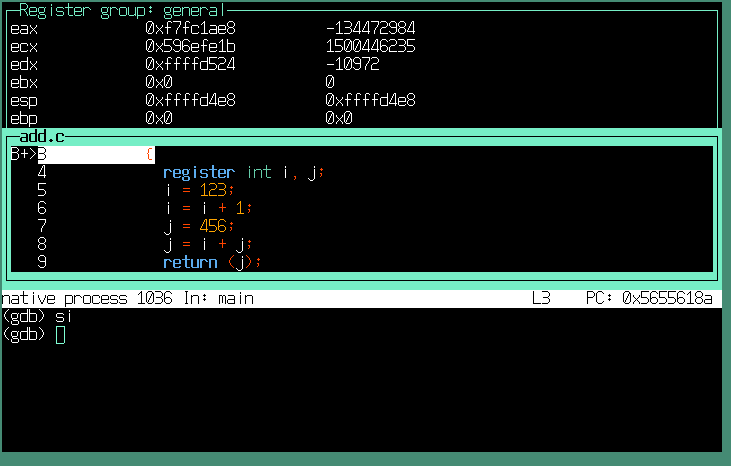 Register group: general
eax 0xf7fc1ae8 -134472984
ecx 0x596efe1b 1500446235
edx 0xffffd524 -10972
ebx 0x0 0
esp 0xffffd4e8 0xffffd4e8
ebp 0x0 0x0
add.c
B+>3 {
4 register int i, j;
5 i = 123;
6 i = i + 1;
7 j = 456;
8 j = i + j;
9 return (j);
native process 1036 In: main L3 PC: 0x5655618a
(gdb) si
(gdb)